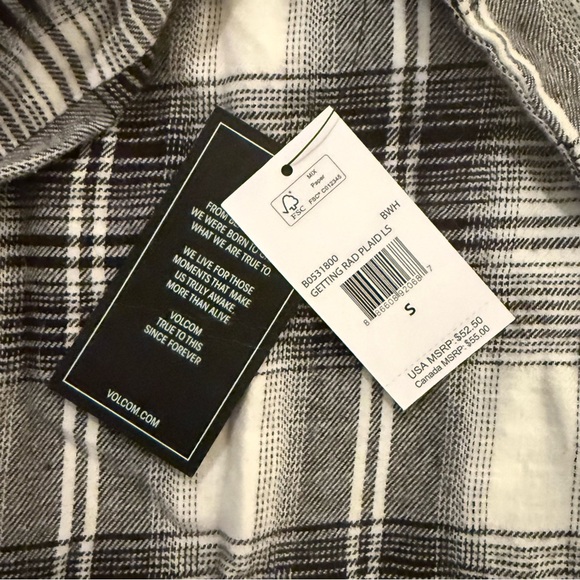 FROM
WE WERE BORN TO
WHAT WE ARE TRUE TO
WE LIVE FOR THOSE
MOMENTS THAT MAKE
US TRULY AWAKE.
MORE THAN ALIVE
VOLCOM
TRUE TO THIS
SINCE FOREVER
VOLCOM.COM
FSC
MIX
Paper
FSC® C012345
BWH
B0531800
GETTING RAD PLAID LS
S
USA MSRP-$52.50
Canada MSRP: $55.00